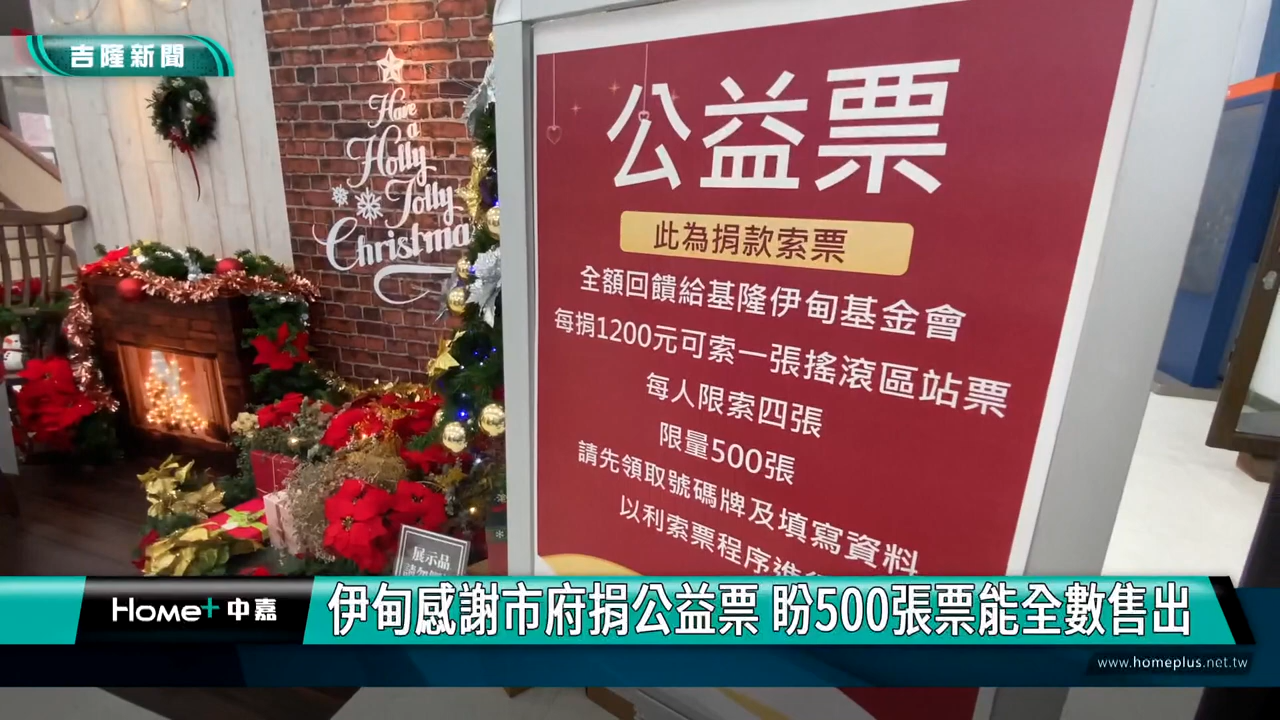 吉隆新聞
Have
a
Holly
Jolly
Christma
公益票
此為捐款索票
全額回饋給基隆伊甸基金會
每捐1200元可索一張搖滾區站票
每人限索四張
限量500張
請先領取號碼牌及填寫資料
以利索票程序進行
展示品
Home+ 中嘉
伊甸感謝市府捐公益票 盼500張票能全數售出
www.homeplus.net.tw